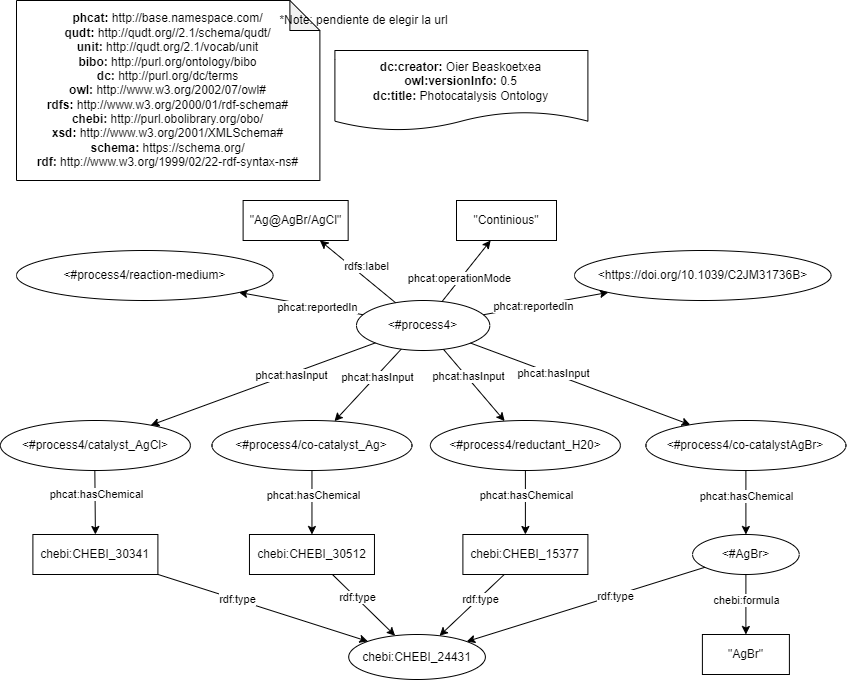 phcat: http://base.namespace.com/
qudt: http://qudt.org//2.1/schema/qudt/
unit: http://qudt.org/2.1/vocab/unit
bibo: http://purl.org/ontology/bibo
dc: http://purl.org/dc/terms
owl: http://www.w3.org/2002/07/owl#
rdfs: http://www.w3.org/2000/01/rdf-schema#
chebi: http://purl.obolibrary.org/obo/
xsd: http://www.w3.org/2001/XMLSchema#
schema: https://schema.org/
rdf: http://www.w3.org/1999/02/22-rdf-syntax-ns#
*Note: pendiente de elegir la url
dc:creator: Oier Beaskoetxea
owl:versionInfo: 0.5
dc:title: Photocatalysis Ontology
"Ag@AgBr/AgCl"
"Continious"
rdfs:label
phcat:operationMode
<#process4/reaction-medium>
<https://doi.org/10.1039/C2JM31736B>
phcat:reportedIn
phcat:reportedIn
<#process4>
phcat:hasInput
phcat:hasInput
phcat:hasInput
phcat:hasInput
<#process4/catalyst_AgCl>
<#process4/co-catalyst_Ag>
<#process4/reductant_H20>
<#process4/co-catalystAgBr>
phcat:hasChemical
phcat:hasChemical
phcat:hasChemical
phcat:hasChemical
chebi:CHEBI_30341
chebi:CHEBI_30512
chebi:CHEBI_15377
<#AgBr>
rdf:type
rdf:type
rdf:type
rdf:type
chebi:formula
chebi:CHEBI_24431
"AgBr"